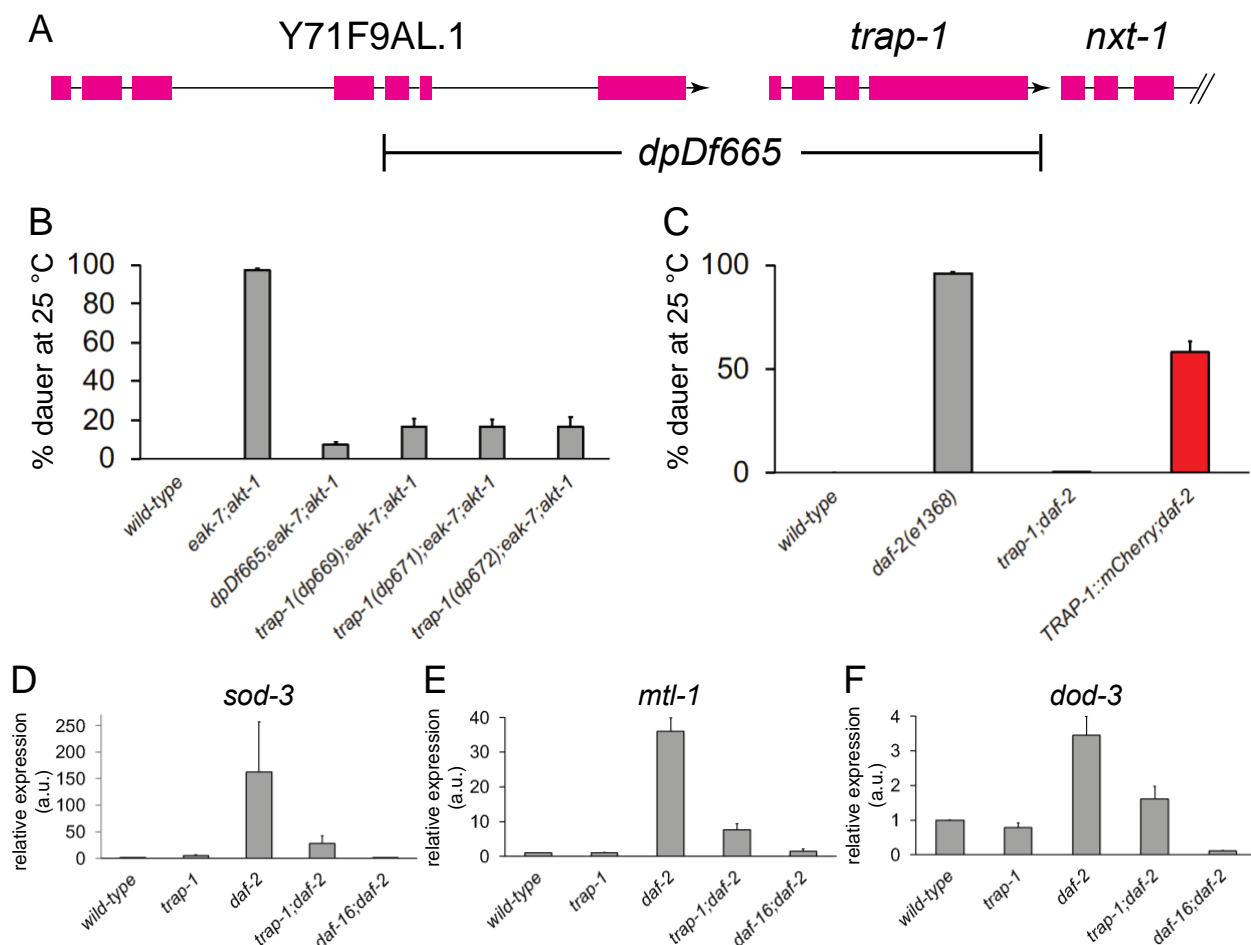 A
Y71F9AL.1
trap-1
nxt-1
dpDf665
B
% dauer at 25 °C
100
80
60
40
20
0
wild-type
eak-7;akt-1
dpDf665;eak-7;akt-1
trap-1(dp669);eak-7;akt-1
trap-1(dp671);eak-7;akt-1
trap-1(dp672);eak-7;akt-1
C
% dauer at 25 °C
100
50
0
wild-type
daf-2(e1368)
trap-1;daf-2
TRAP-1::mCherry;daf-2
D
sod-3
relative expression
(a.u.)
250
200
150
100
50
0
wild-type
trap-1
daf-2
trap-1;daf-2
daf-16;daf-2
E
mtl-1
relative expression
(a.u.)
40
30
20
10
0
wild-type
trap-1
daf-2
trap-1;daf-2
daf-16;daf-2
F
dod-3
relative expression
(a.u.)
4
3
2
1
0
wild-type
trap-1
daf-2
trap-1;daf-2
daf-16;daf-2